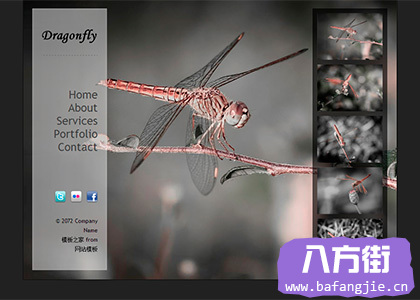 Dragonfly
Home
About
Services
Portfolio
Contact
© 2072 Company
Name
模板之家 from
网站模板
八方街
www.bafangjie.cn